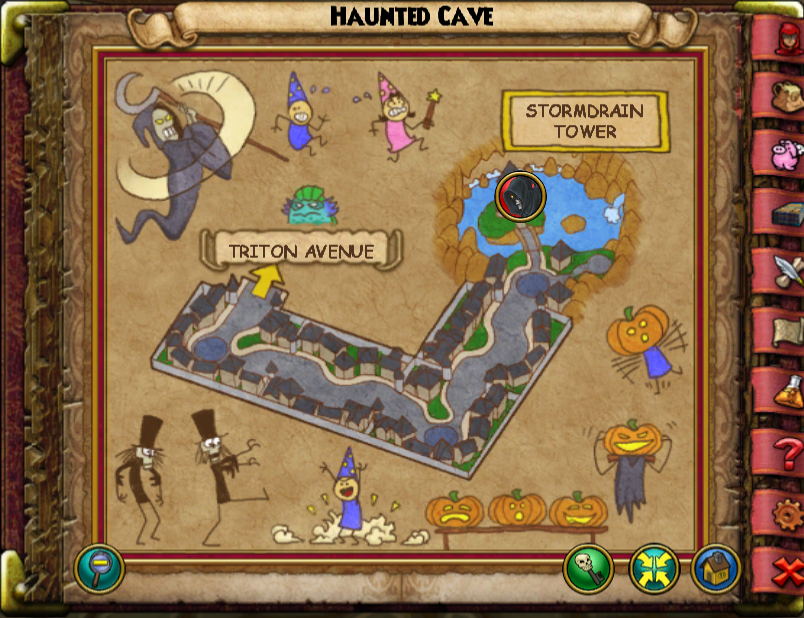 HAUNTED CAVE
STORMDRAIN
TOWER
TRITON AVENUE
?